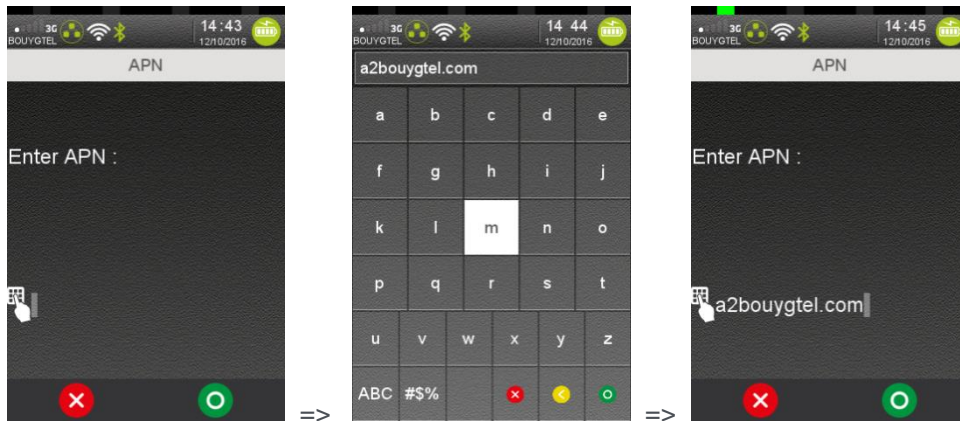 3G
BOUYGTEL
14:43
12/10/2016
APN
Enter APN :
=>
3G
BOUYGTEL
14 44
12/10/2016
a2bouygtel.com
a b c d e
f g h i j
k l m n o
p q r s t
u v w x y z
ABC #$%
=>
3G
BOUYGTEL
14:45
12/10/2016
APN
Enter APN :
a2bouygtel.com